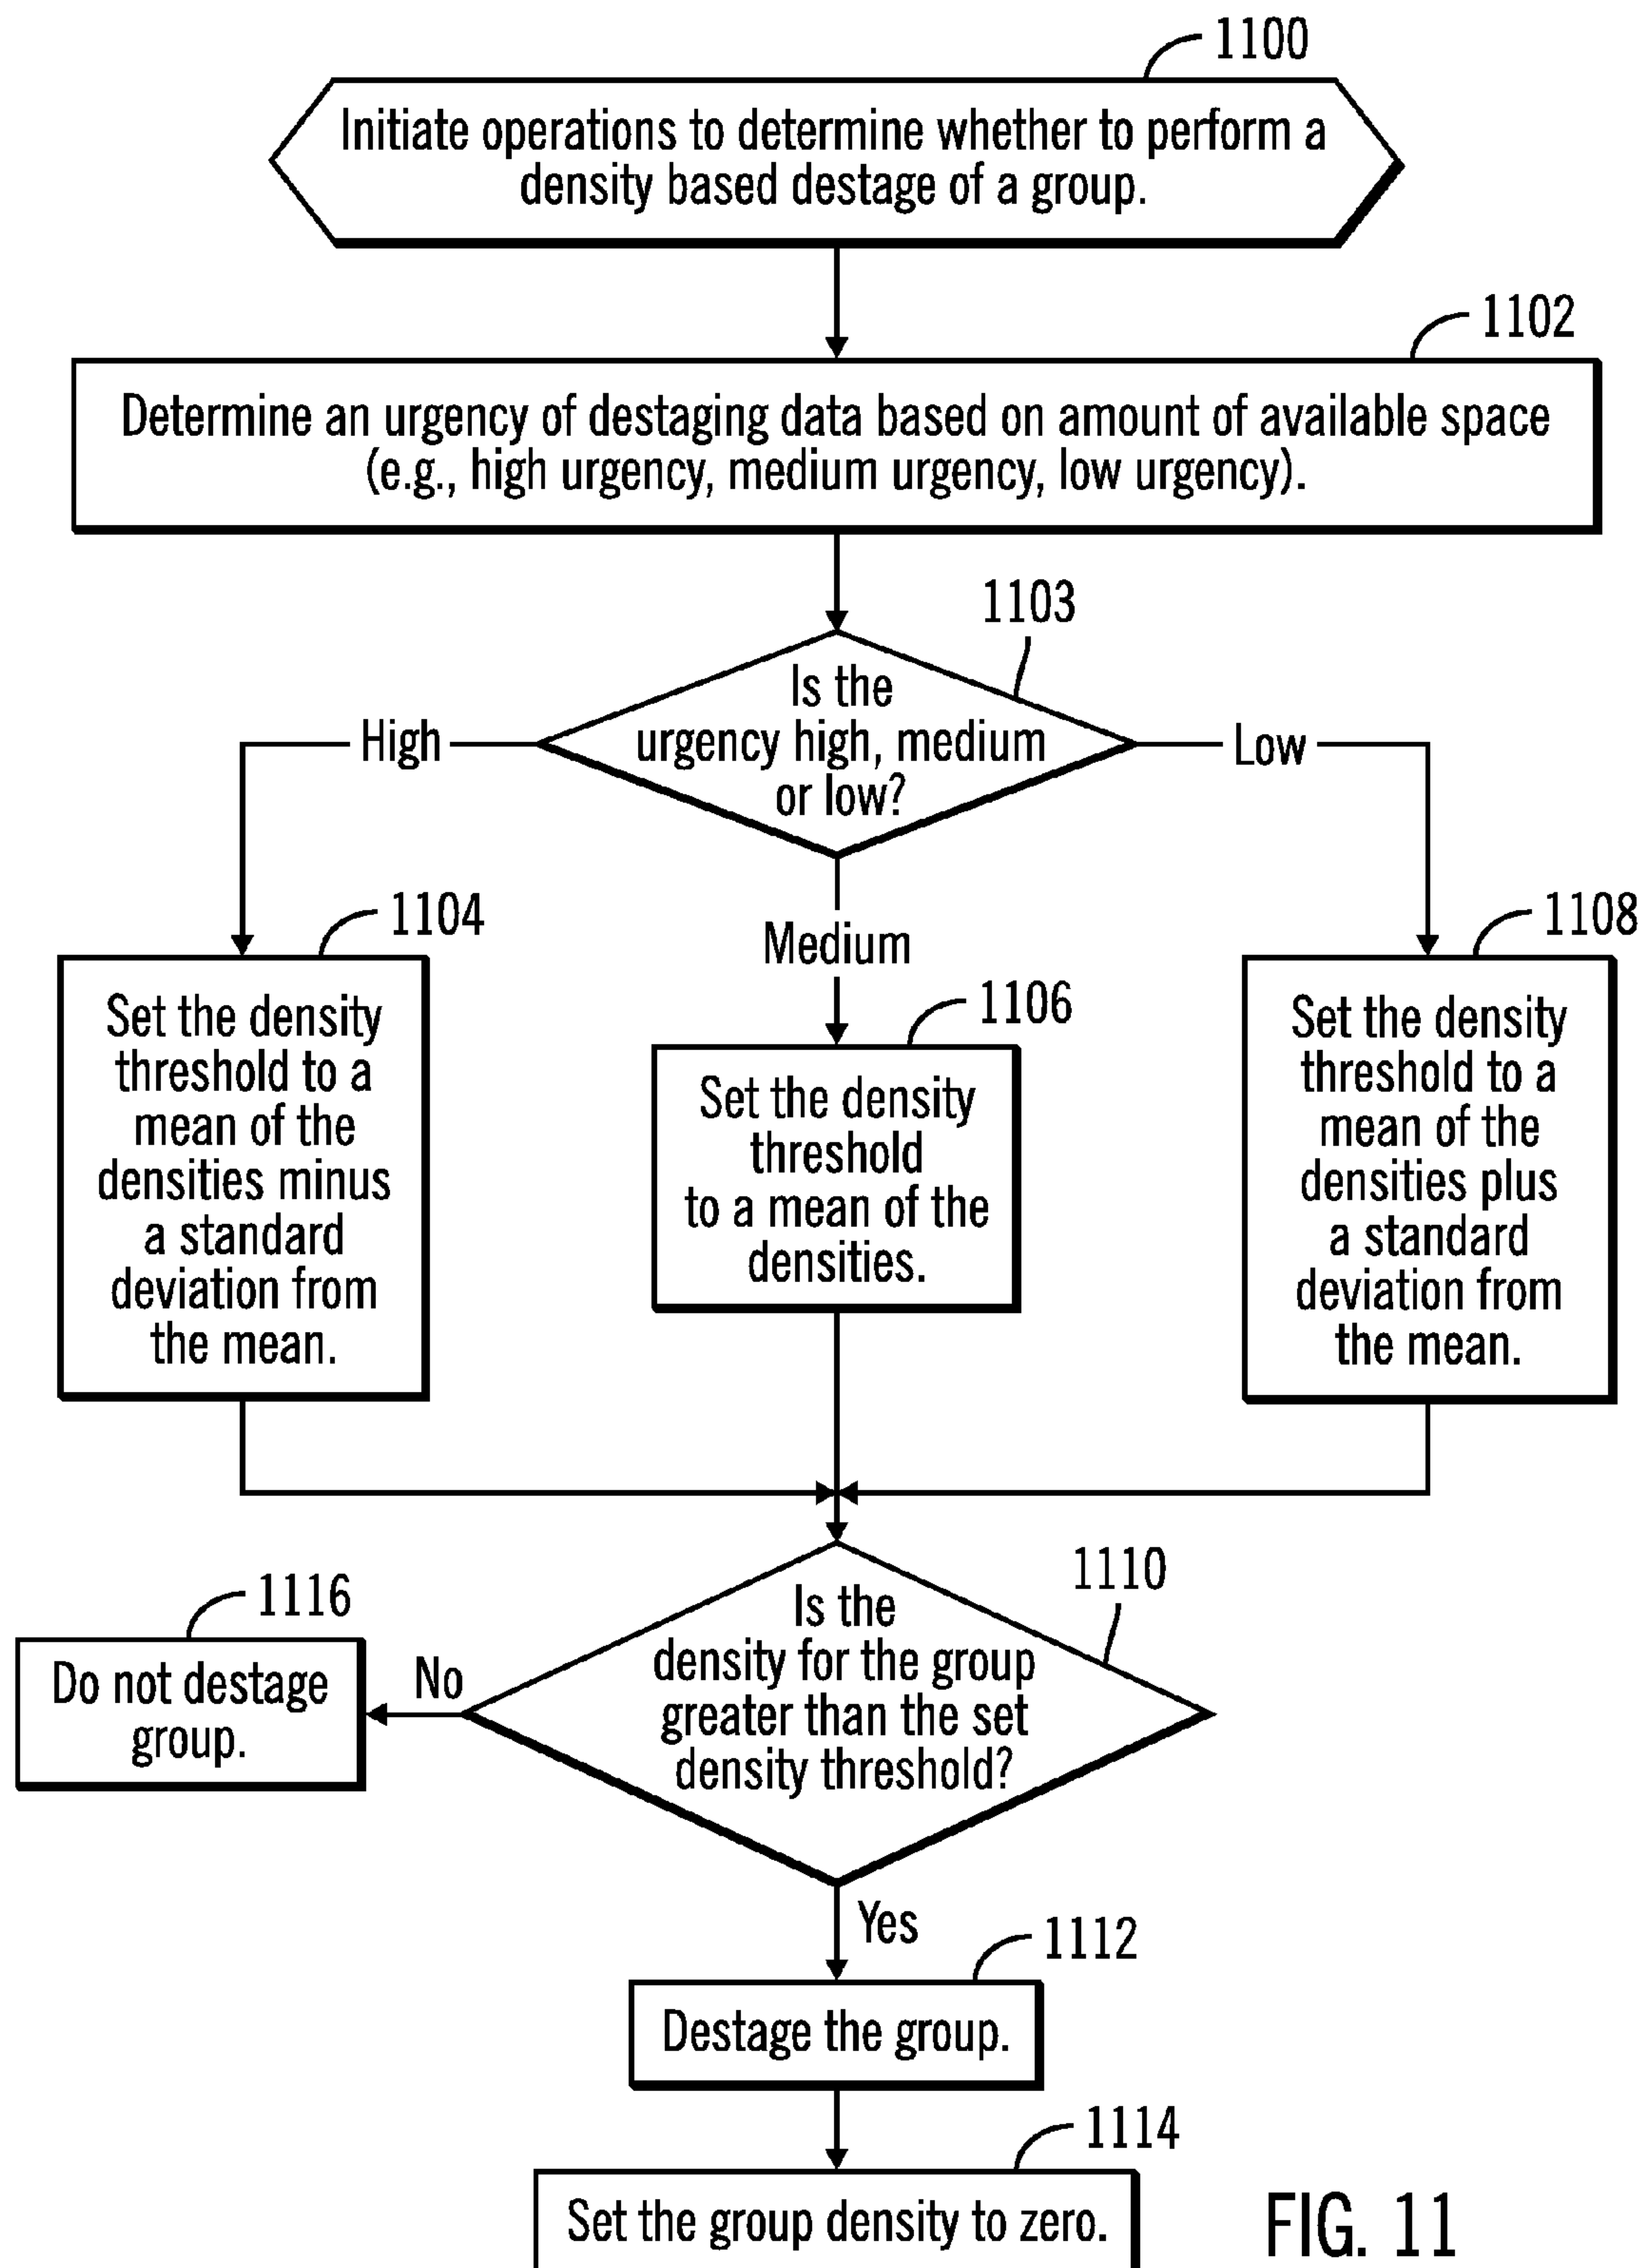 1100
Initiate operations to determine whether to perform a
density based destage of a group.
1102
Determine an urgency of destaging data based on amount of available space
(e.g., high urgency, medium urgency, low urgency).
1103
Is the
urgency high, medium
or low?
High
Low
Medium
1104
Set the density
threshold to a
mean of the
densities minus
a standard
deviation from
the mean.
1106
Set the density
threshold
to a mean of the
densities.
1108
Set the density
threshold to a
mean of the
densities plus
a standard
deviation from
the mean.
1110
Is the
density for the group
greater than the set
density threshold?
No
1116
Do not destage
group.
Yes
1112
Destage the group.
1114
Set the group density to zero.
FIG. 11